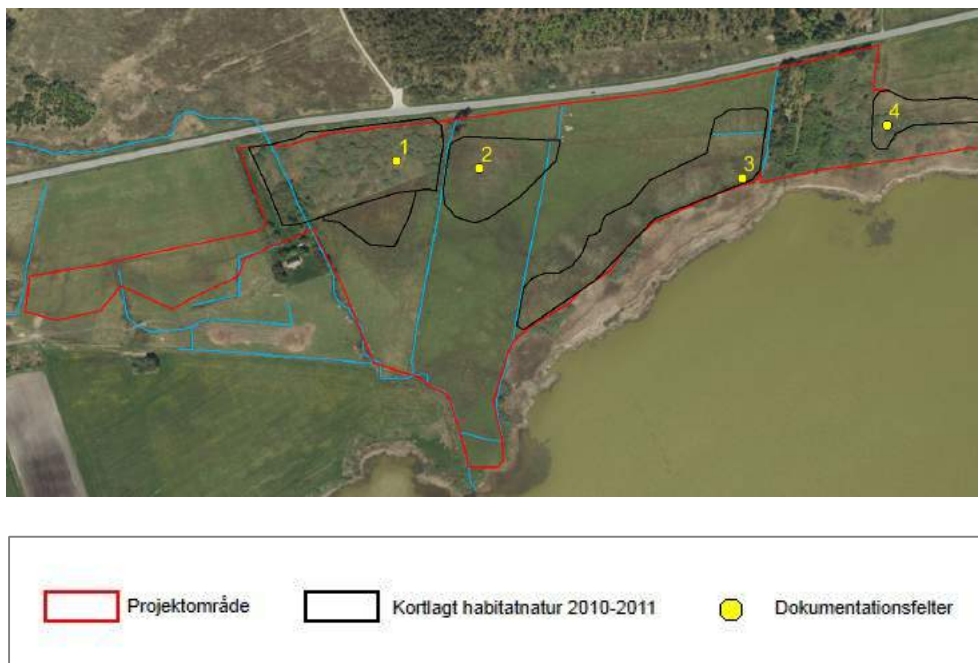 1
2
3
4
Projektområde
Kortlagt habitatnatur 2010-2011
Dokumentationsfelter